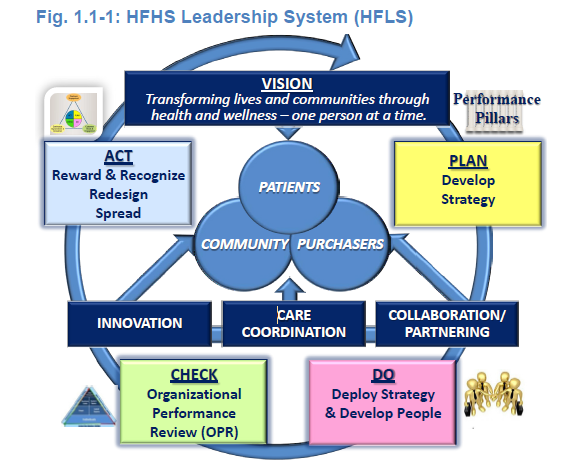 Fig. 1.1-1: HFHS Leadership System (HFLS)
VISION
Transforming lives and communities through
health and wellness – one person at a time.
Performance
Pillars
ACT
Reward & Recognize
Redesign
Spread
PLAN
Develop
Strategy
PATIENTS
COMMUNITY
PURCHASERS
INNOVATION
CARE
COORDINATION
COLLABORATION/
PARTNERING
CHECK
Organizational
Performance
Review (OPR)
DO
Deploy Strategy
& Develop People